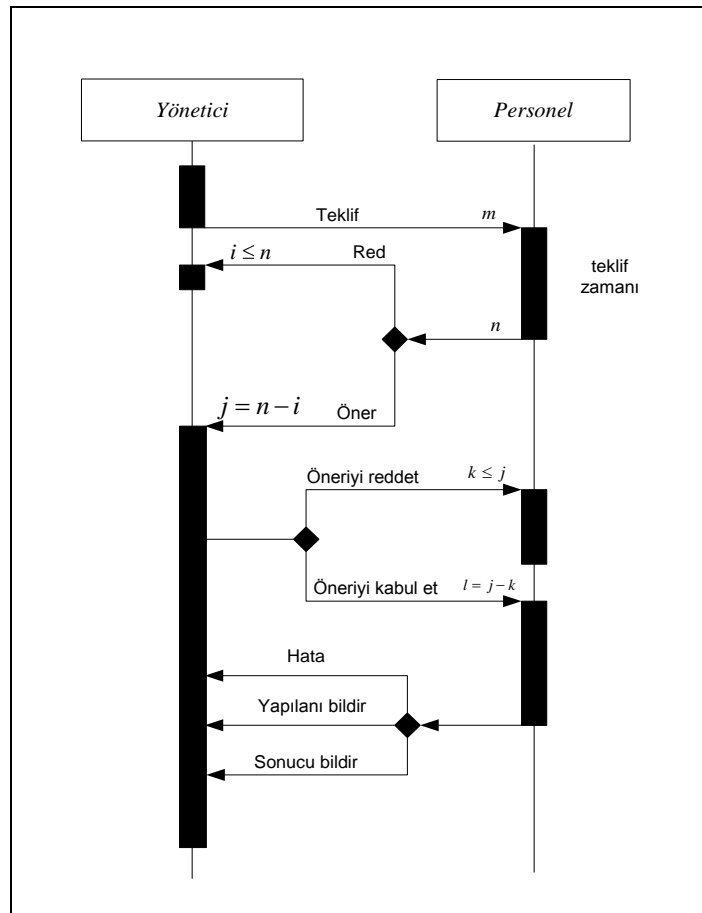 Yönetici
Personel
Teklif
m
i ≤ n
Red
teklif
zamanı
n
j = n − i
Öner
Öneriyi reddet
k ≤ j
Öneriyi kabul et
l = j − k
Hata
Yapılanı bildir
Sonucu bildir